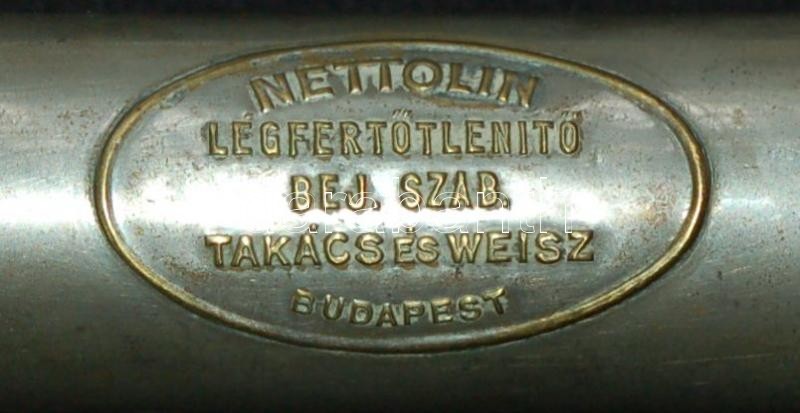 NETTOLIN
LÉGFERTŐTLENITŐ
BEJ. SZAB.
TAKÁCS ÉS WEISZ
BUDAPEST